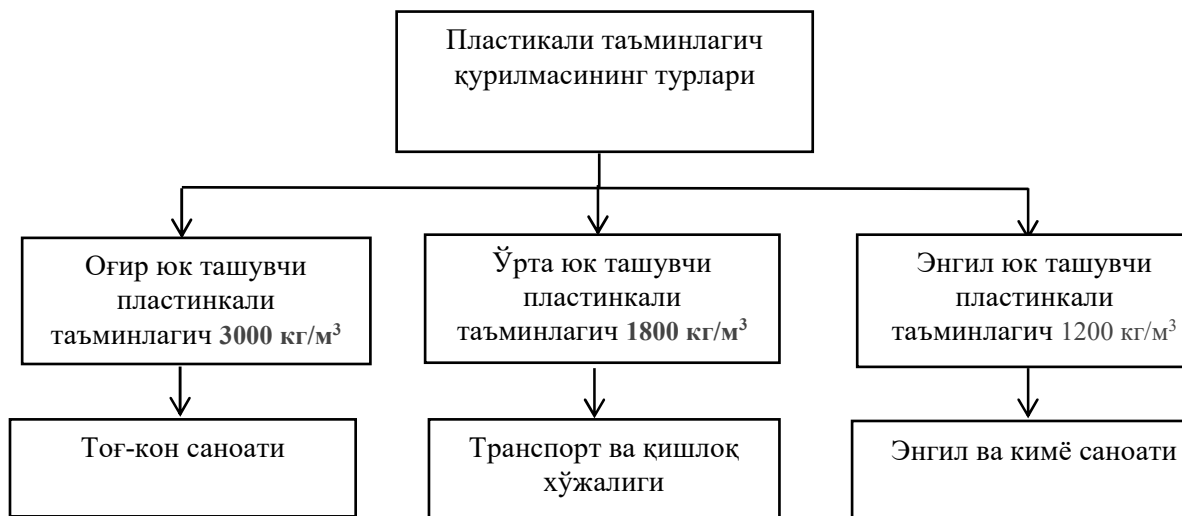 Пластикали таъминлагич
қурилмасининг турлари
Оғир юк ташувчи
пластинкали
таъминлагич 3000 кг/м³
Ўрта юк ташувчи
пластинкали
таъминлагич 1800 кг/м³
Энгил юк ташувчи
пластинкали
таъминлагич 1200 кг/м³
Тоғ-кон саноати
Транспорт ва қишлоқ
хўжалиги
Энгил ва кимё саноати